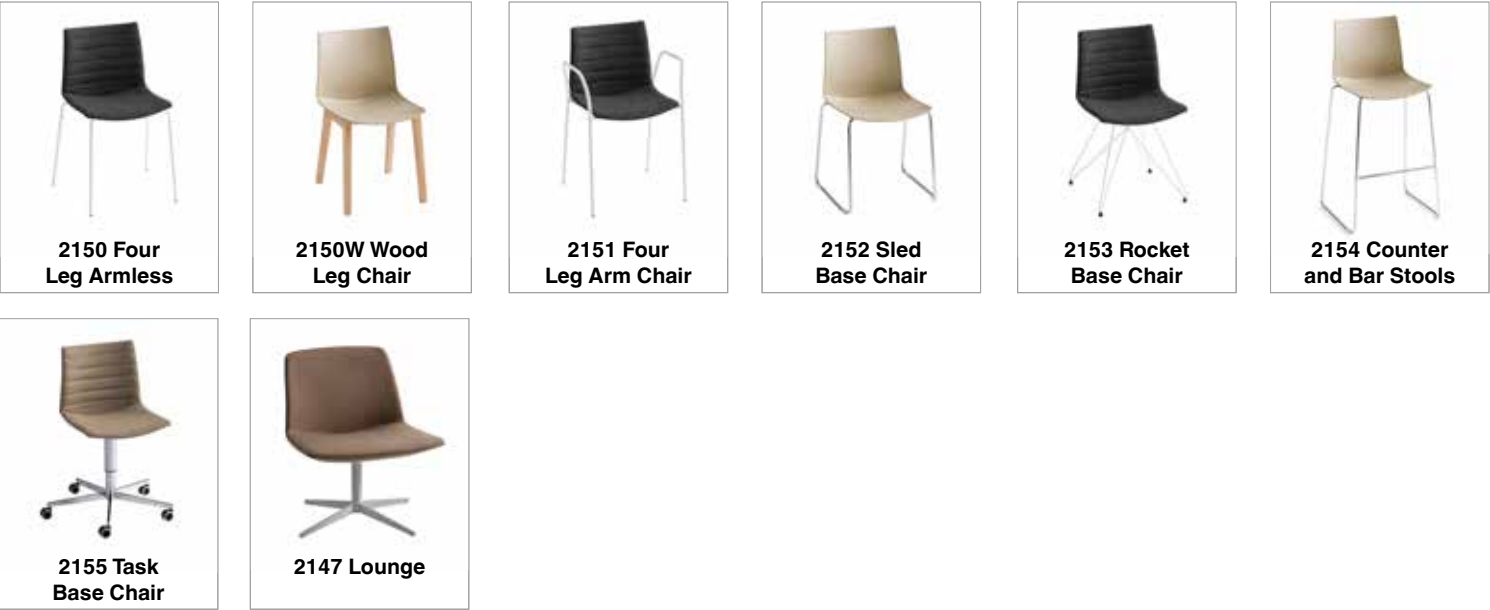 2150 Four
Leg Armless
2150W Wood
Leg Chair
2151 Four
Leg Arm Chair
2152 Sled
Base Chair
2153 Rocket
Base Chair
2154 Counter
and Bar Stools
2155 Task
Base Chair
2147 Lounge